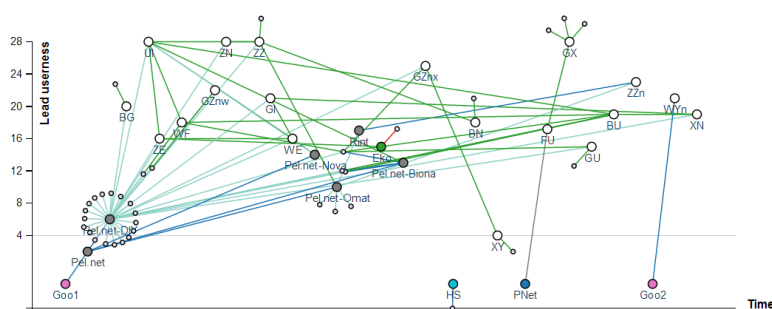 Lead userness
28
24
20
16
12
8
4
UI
ZN
ZZ
GX
GZnx
ZZn
GZnw
GI
WYn
BG
WF
BN
BU
XN
ZE
WE
Rint
FU
Eko
GU
Pel.net-Nova
Pel.net-Biona
Pel.net-Omat
Pel.net-Dlb
XY
Pel.net
Goo1
HS
PNet
Goo2
Time